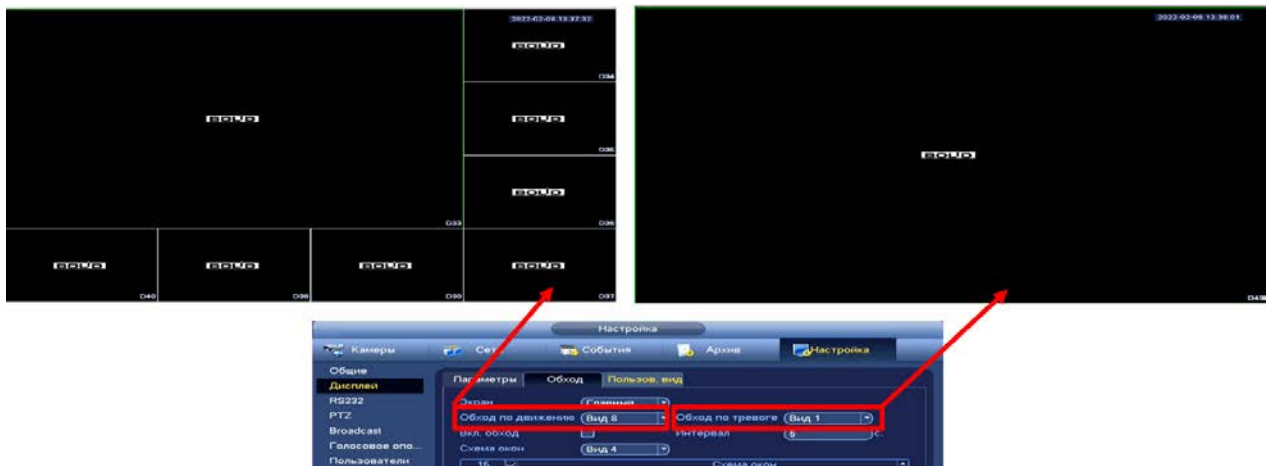 2022-02-08 13:37:32
BOLID
D34
BOLID
BOLID
D35
BOLID
D33
D36
BOLID
BOLID
BOLID
BOLID
D40
D39
D38
D37
2022-02-08 13:38:01
BOLID
Настройка
Камеры
События
Архив
Настройка
Общие
Дисплей
RS232
PTZ
Broadcast
Голосовое опо...
Пользователи
Параметры
Обход
Пользов. вид
Экран
Главный
Обход по движению
Вид 8
Обход по тревоге
Вид 1
Вкл. обход
Интервал
5
с.
Схема окон
Вид 4
16
Схема окон